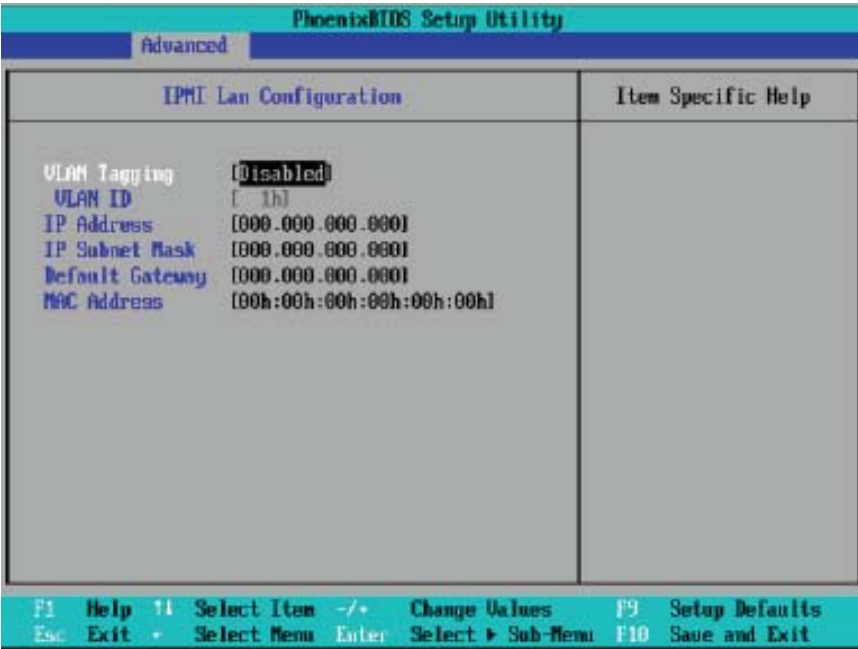 PhoenixBIOS Setup Utility
Advanced
IPMI Lan Configuration
Item Specific Help
VLAN Tagging [Disabled]
VLAN ID [ 1h]
IP Address [000.000.000.000]
IP Subnet Mask [000.000.000.000]
Default Gateway [000.000.000.000]
MAC Address [00h:00h:00h:00h:00h:00h]
F1 Help ↑↓ Select Item -/+ Change Values F9 Setup Defaults
Esc Exit Select Menu Enter Select ▶ Sub-Menu F10 Save and Exit